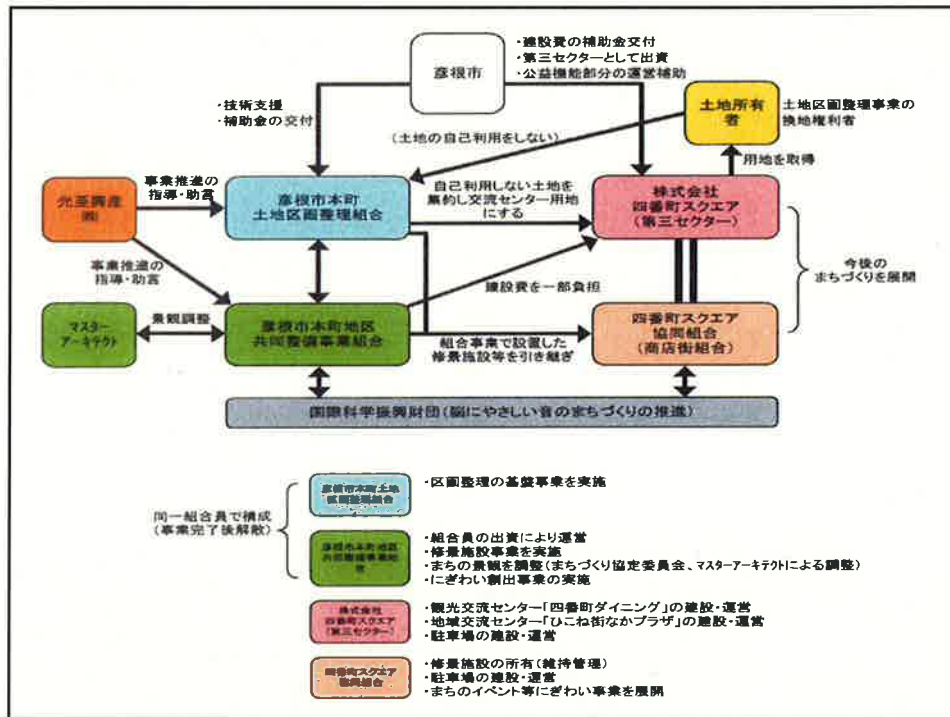 ・建設費の補助金交付
・第三セクターとして出資
・公益機能部分の運営補助
彦根市
・技術支援
・補助金の交付
土地所有
者
土地区画整理事業の
換地権利者
(土地の自己利用をしない)
用地を取得
光亜興産
㈱
事業推進の
指導・助言
彦根市本町
土地区画整理組合
自己利用しない土地を
集約し交流センター用地
にする
株式会社
四番町スクエア
(第三セクター)
事業推進の
指導・助言
建設費を一部負担
今後の
まちづくりを展開
マスター
アーキテクト
景観調整
彦根市本町地区
共同整備事業組合
組合事業で設置した
修景施設等を引き継ぎ
四番町スクエア
協同組合
(商店街組合)
国際科学振興財団(脳にやさしい音のまちづくりの推進)
同一組合員で構成
(事業完了後解散)
彦根市本町土地
区画整理組合
・区画整理の基盤事業を実施
彦根市本町地区
共同整備事業組
合
・組合員の出資により運営
・修景施設事業を実施
・まちの景観を調整(まちづくり協定委員会、マスターアーキテクトによる調整)
・にぎわい創出事業の実施
株式会社
四番町スクエア
(第三セクター)
・観光交流センター「四番町ダイニング」の建設・運営
・地域交流センター「ひこね街なかプラザ」の建設・運営
・駐車場の建設・運営
四番町スクエア
協同組合
・修景施設の所有(維持管理)
・駐車場の建設・運営
・まちのイベント等にぎわい事業を展開